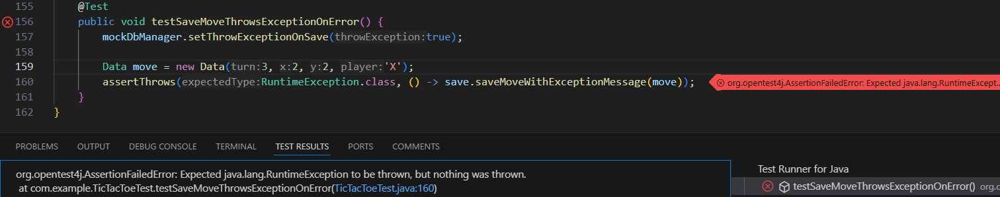 155 @Test
156 public void testSaveMoveThrowsExceptionOnError() {
157 mockDbManager.setThrowExceptionOnSave(throwException:true);
158
159 Data move = new Data(turn:3, x:2, y:2, player:'X');
160 assertThrows(expectedType:RuntimeException.class, () -> save.saveMoveWithExceptionMessage(move)); org.opentest4j.AssertionFailedError: Expected java.lang.RuntimeExcept...
161 }
162 }
PROBLEMS OUTPUT DEBUG CONSOLE TERMINAL TEST RESULTS PORTS COMMENTS
org.opentest4j.AssertionFailedError: Expected java.lang.RuntimeException to be thrown, but nothing was thrown.
at com.example.TicTacToeTest.testSaveMoveThrowsExceptionOnError(TicTacToeTest.java:160)
Test Runner for Java
testSaveMoveThrowsExceptionOnError() org.o